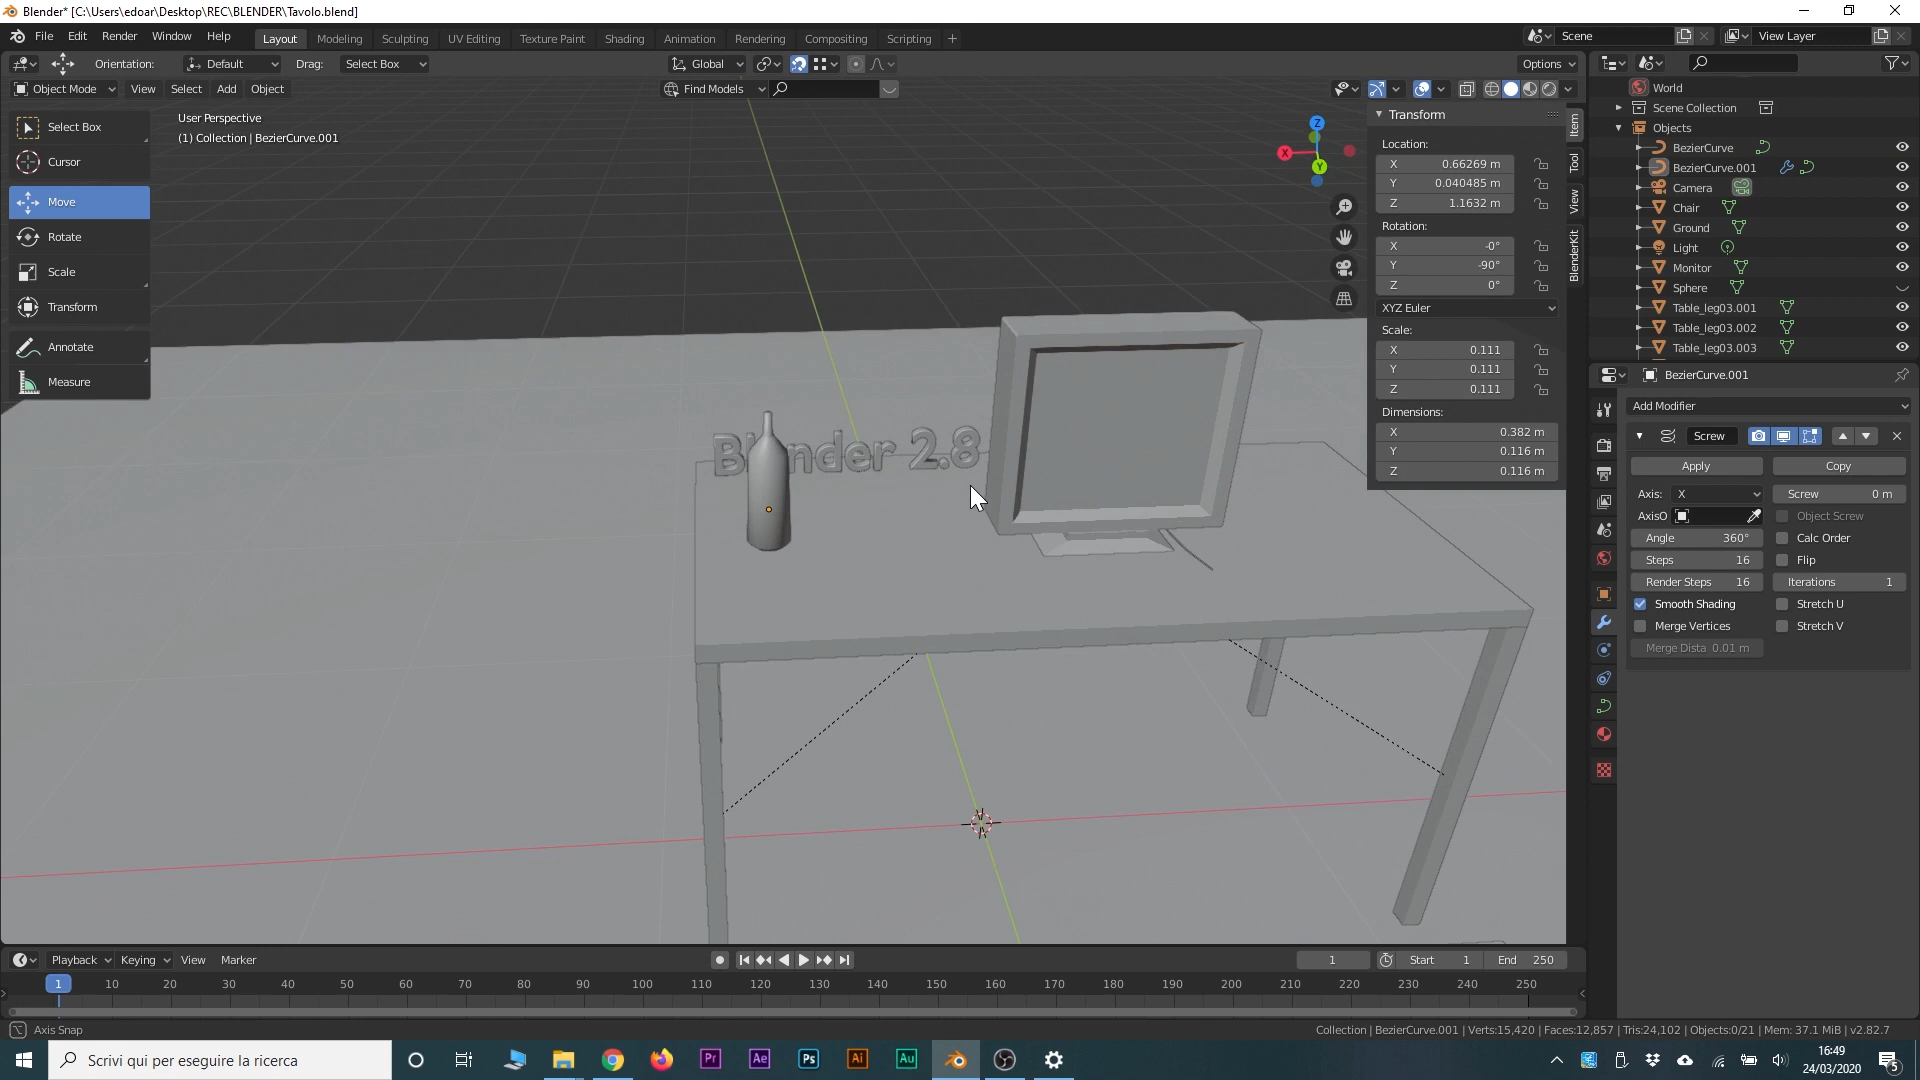 Blender* [C:\Users\edoar\Desktop\REC\BLENDER\Tavolo.blend]
File Edit Render Window Help Layout Modeling Sculpting UV Editing Texture Paint Shading Animation Rendering Compositing Scripting + Scene View Layer
Orientation: Default Drag: Select Box Global Options
Object Mode View Select Add Object Find Models
User Perspective
(1) Collection | BezierCurve.001
Select Box
Cursor
Move
Rotate
Scale
Transform
Annotate
Measure
Blender 2.8
Z
X
Y
Transform
Location:
X 0.66269 m
Y 0.040485 m
Z 1.1632 m
Rotation:
X -0°
Y -90°
Z 0°
XYZ Euler
Scale:
X 0.111
Y 0.111
Z 0.111
Dimensions:
X 0.382 m
Y 0.116 m
Z 0.116 m
Item
Tool
View
BlenderKit
World
Scene Collection
Objects
BezierCurve
BezierCurve.001
Camera
Chair
Ground
Light
Monitor
Sphere
Table_leg03.001
Table_leg03.002
Table_leg03.003
BezierCurve.001
Add Modifier
Screw
Apply Copy
Axis: X Screw 0 m
AxisO Object Screw
Angle 360° Calc Order
Steps 16 Flip
Render Steps 16 Iterations 1
Smooth Shading Stretch U
Merge Vertices Stretch V
Merge Dista 0.01 m
Playback Keying View Marker 1 Start 1 End 250
1 10 20 30 40 50 60 70 80 90 100 110 120 130 140 150 160 170 180 190 200 210 220 230 240 250
Axis Snap Collection | BezierCurve.001 | Verts:15,420 | Faces:12,857 | Tris:24,102 | Objects:0/21 | Mem: 37.1 MiB | v2.82.7
Scrivi qui per eseguire la ricerca Pr Ae Ps Ai Au 16:49
24/03/2020 5